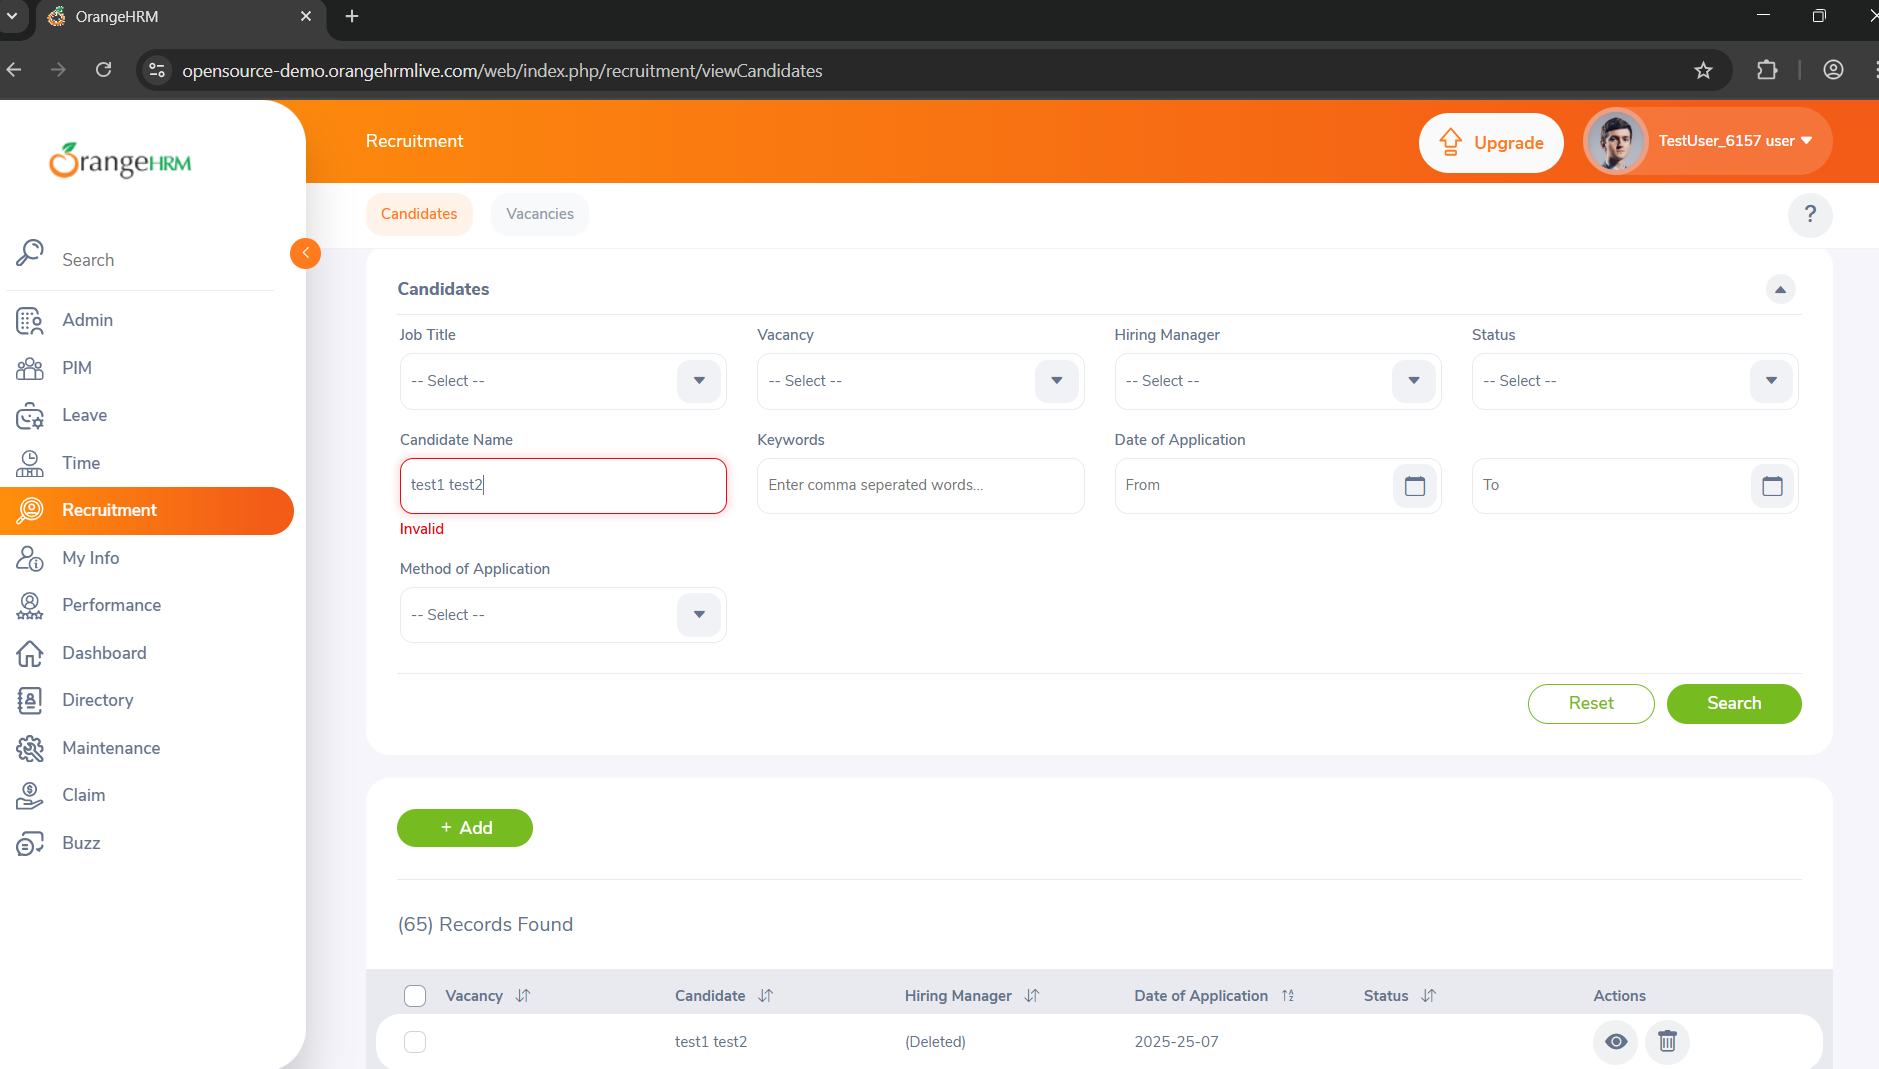 OrangeHRM
opensource-demo.orangehrmlive.com/web/index.php/recruitment/viewCandidates
OrangeHRM
Recruitment
Upgrade
TestUser_6157 user
Candidates
Vacancies
?
Search
Admin
PIM
Leave
Time
Recruitment
My Info
Performance
Dashboard
Directory
Maintenance
Claim
Buzz
Candidates
Job Title
Vacancy
Hiring Manager
Status
-- Select --
-- Select --
-- Select --
-- Select --
Candidate Name
Keywords
Date of Application
test1 test2
Enter comma seperated words...
From
To
Invalid
Method of Application
-- Select --
Reset
Search
+ Add
(65) Records Found
Vacancy
Candidate
Hiring Manager
Date of Application
Status
Actions
test1 test2
(Deleted)
2025-25-07